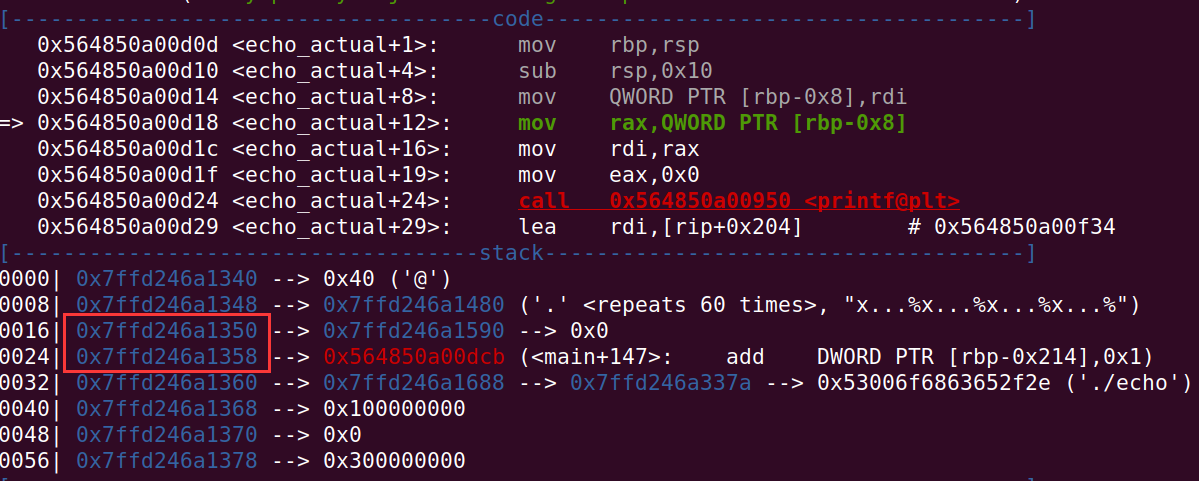 [-------------------------------------code-------------------------------------]
   0x564850a00d0d <echo_actual+1>:	mov    rbp,rsp
   0x564850a00d10 <echo_actual+4>:	sub    rsp,0x10
   0x564850a00d14 <echo_actual+8>:	mov    QWORD PTR [rbp-0x8],rdi
=> 0x564850a00d18 <echo_actual+12>:	mov    rax,QWORD PTR [rbp-0x8]
   0x564850a00d1c <echo_actual+16>:	mov    rdi,rax
   0x564850a00d1f <echo_actual+19>:	mov    eax,0x0
   0x564850a00d24 <echo_actual+24>:	call   0x564850a00950 <printf@plt>
   0x564850a00d29 <echo_actual+29>:	lea    rdi,[rip+0x204]        # 0x564850a00f34
[------------------------------------stack-------------------------------------]
0000| 0x7ffd246a1340 --> 0x40 ('@')
0008| 0x7ffd246a1348 --> 0x7ffd246a1480 ('.' <repeats 60 times>, "x...%x...%x...%x...%")
0016| 0x7ffd246a1350 --> 0x7ffd246a1590 --> 0x0
0024| 0x7ffd246a1358 --> 0x564850a00dcb (<main+147>:	add    DWORD PTR [rbp-0x214],0x1)
0032| 0x7ffd246a1360 --> 0x7ffd246a1688 --> 0x7ffd246a337a --> 0x53006f6863652f2e ('./echo')
0040| 0x7ffd246a1368 --> 0x100000000
0048| 0x7ffd246a1370 --> 0x0
0056| 0x7ffd246a1378 --> 0x300000000